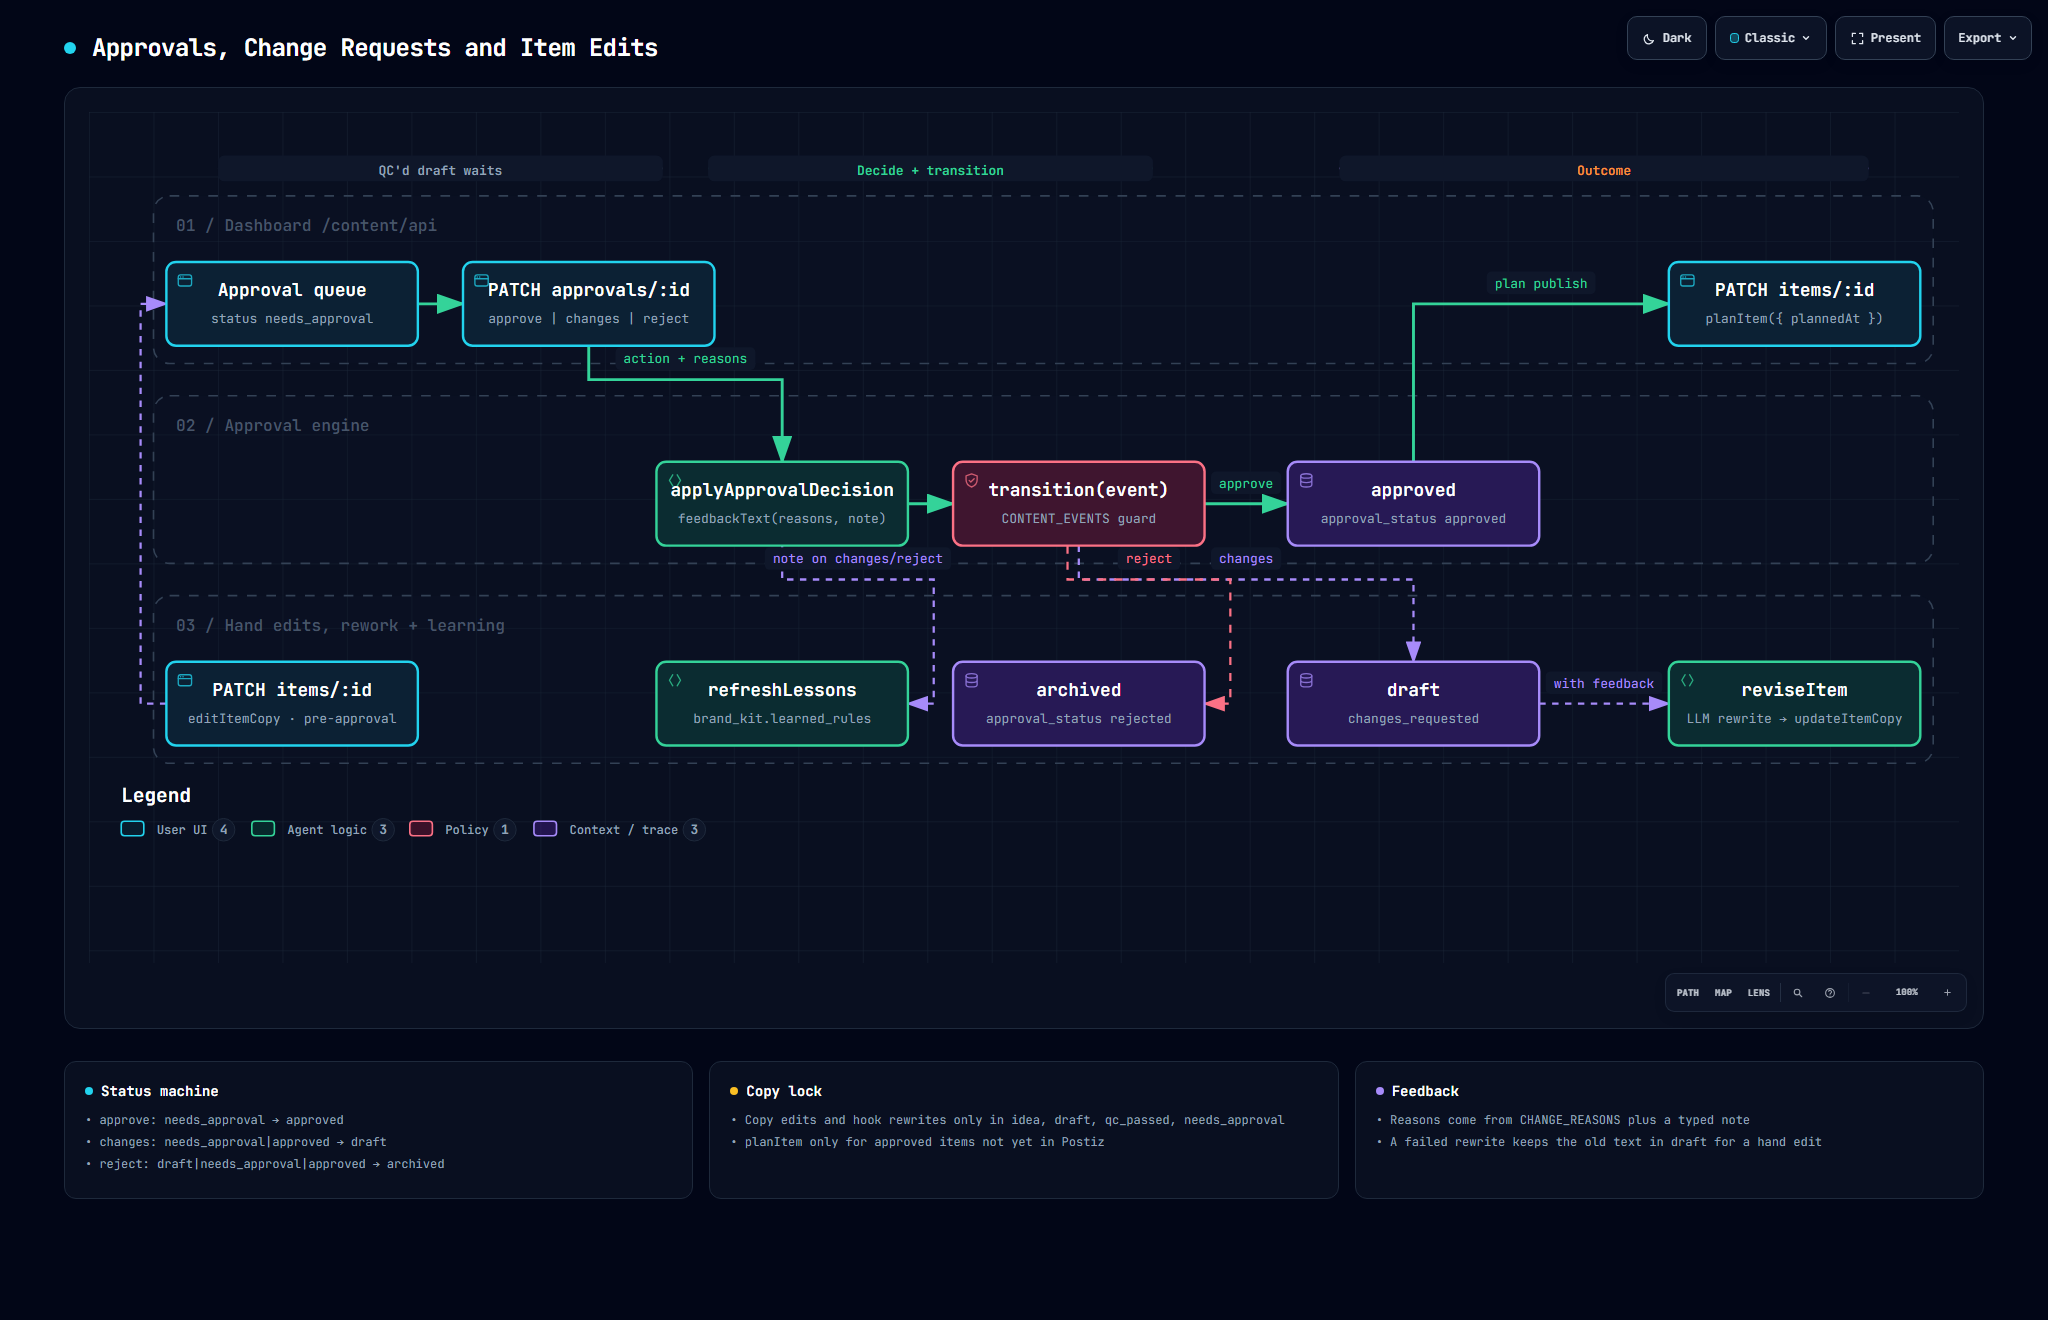 Approvals, Change Requests and Item Edits
Dark
Classic
Present
Export
QC'd draft waits
Decide + transition
Outcome
01 / Dashboard /content/api
Approval queue
status needs_approval
PATCH approvals/:id
approve | changes | reject
plan publish
PATCH items/:id
planItem({ plannedAt })
action + reasons
02 / Approval engine
applyApprovalDecision
feedbackText(reasons, note)
transition(event)
CONTENT_EVENTS guard
approve
approved
approval_status approved
note on changes/reject
reject
changes
03 / Hand edits, rework + learning
PATCH items/:id
editItemCopy · pre-approval
refreshLessons
brand_kit.learned_rules
archived
approval_status rejected
draft
changes_requested
with feedback
reviseItem
LLM rewrite → updateItemCopy
Legend
User UI 4
Agent logic 3
Policy 1
Context / trace 3
PATH
MAP
LENS
100%
Status machine
• approve: needs_approval → approved
• changes: needs_approval|approved → draft
• reject: draft|needs_approval|approved → archived
Copy lock
• Copy edits and hook rewrites only in idea, draft, qc_passed, needs_approval
• planItem only for approved items not yet in Postiz
Feedback
• Reasons come from CHANGE_REASONS plus a typed note
• A failed rewrite keeps the old text in draft for a hand edit